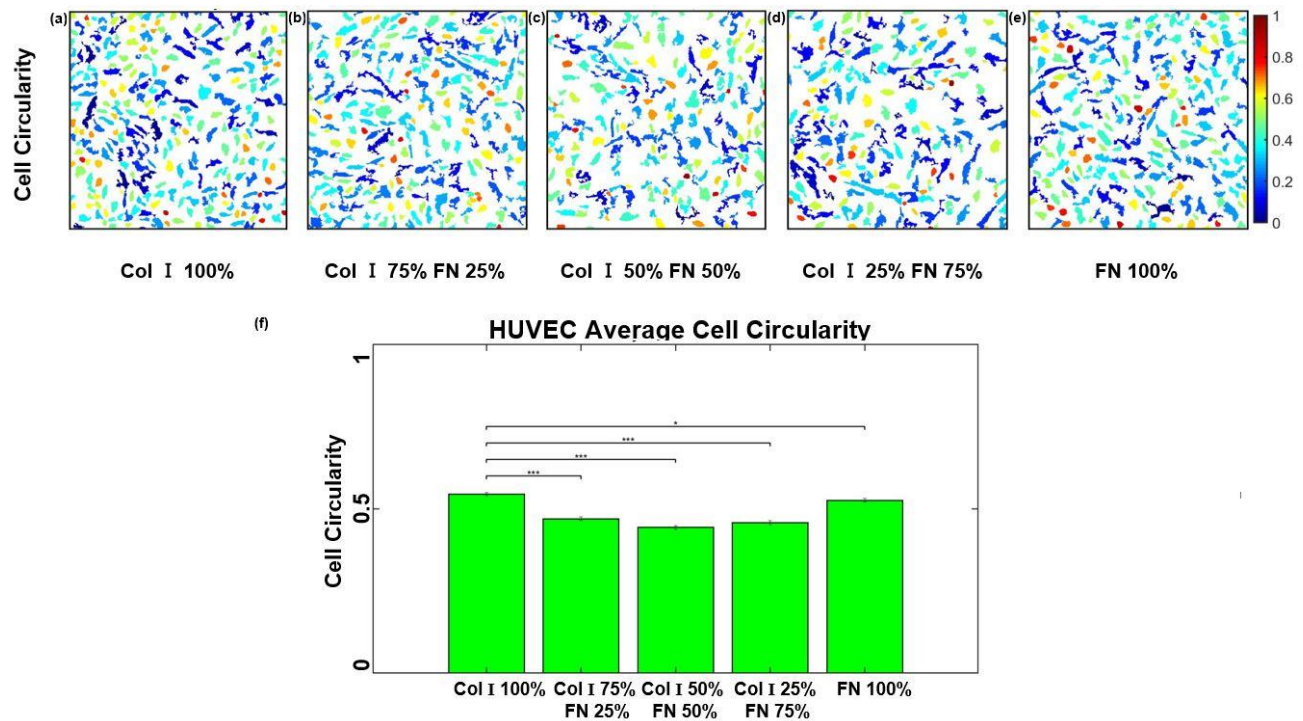 (a)
(b)
(c)
(d)
(e)
Cell Circularity
1
0.8
0.6
0.4
0.2
0
Col I 100%
Col I 75% FN 25%
Col I 50% FN 50%
Col I 25% FN 75%
FN 100%
(f)
HUVEC Average Cell Circularity
Cell Circularity
1
0.5
0
*
***
***
***
Col I 100%
Col I 75%
FN 25%
Col I 50%
FN 50%
Col I 25%
FN 75%
FN 100%